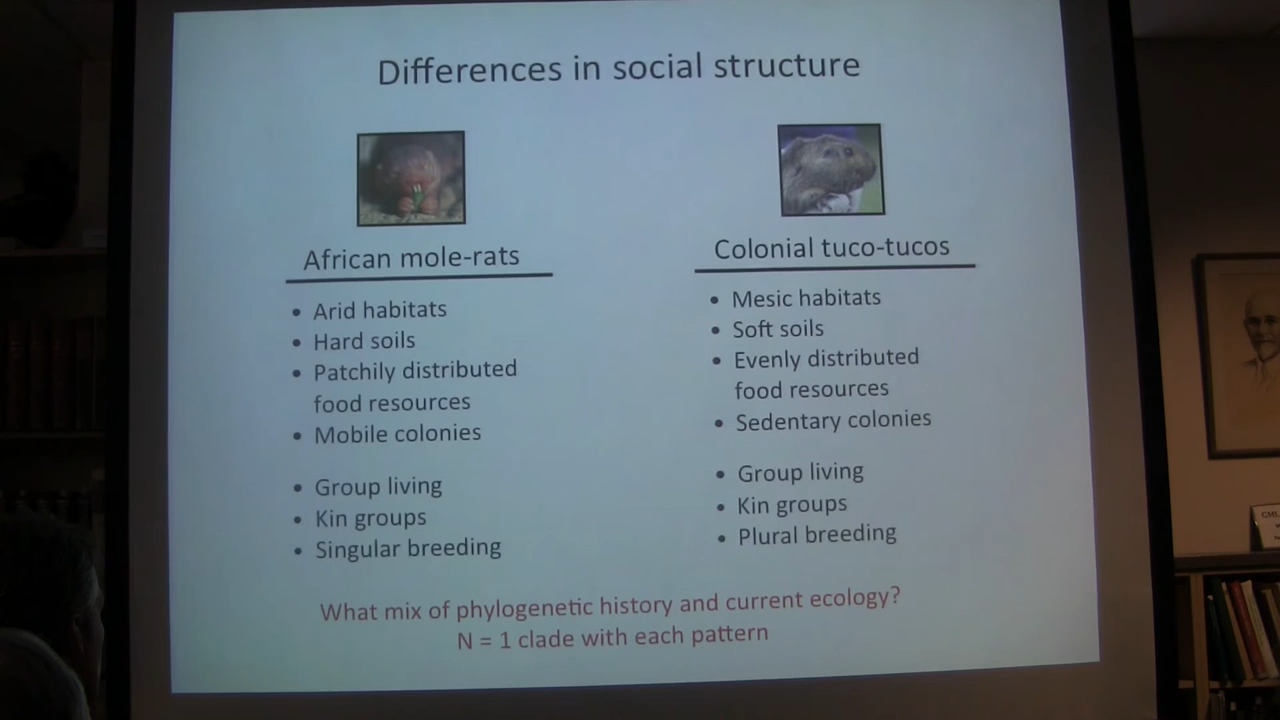 Differences in social structure
African mole-rats
• Arid habitats
• Hard soils
• Patchily distributed
food resources
• Mobile colonies
• Group living
• Kin groups
• Singular breeding
Colonial tuco-tucos
• Mesic habitats
• Soft soils
• Evenly distributed
food resources
• Sedentary colonies
• Group living
• Kin groups
• Plural breeding
What mix of phylogenetic history and current ecology?
N = 1 clade with each pattern